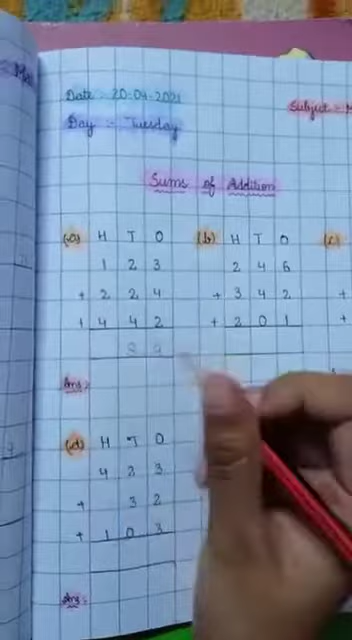 Date :- 20-04-2021
Subject :-
Day :- Tuesday
Sums of Addition
(a) H T O (b) H T O (c)
1 2 3 2 4 6
+ 2 2 4 + 3 4 2 +
+ 4 4 2 + 2 0 1 +
Ans:
(d) H T O
4 2 3
+ 3 2
+ 1 0 3
Ans: